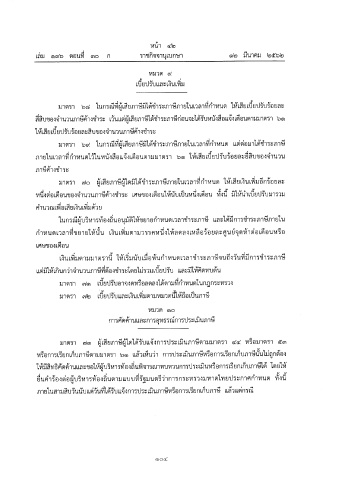 หน้า ๔๒
เล่ม ๑๓๖ ตอนที่ ๓๐ ก ราชกิจจานุเบกษา ๑๒ มีนาคม ๒๕๖๒
หมวด ๙
เบี้ยปรับและเงินเพิ่ม
มาตรา ๖๘ ในกรณีที่ผู้เสียภาษีมิได้ชำระภาษีภายในเวลาที่กำหนด ให้เสียเบี้ยปรับร้อยละ
สี่สิบของจำนวนภาษีค้างชำระ เว้นแต่ผู้เสียภาษีได้ชำระภาษีก่อนจะได้รับหนังสือแจ้งเตือนตามมาตรา ๖๑
ให้เสียเบี้ยปรับร้อยละสิบของจำนวนภาษีค้างชำระ
มาตรา ๖๙ ในกรณีที่ผู้เสียภาษีมิได้ชำระภาษีภายในเวลาที่กำหนด แต่ต่อมาได้ชำระภาษี
ภายในเวลาที่กำหนดไว้ในหนังสือแจ้งเตือนตามมาตรา ๖๑ ให้เสียเบี้ยปรับร้อยละยี่สิบของจำนวน
ภาษีค้างชำระ
มาตรา ๗๐ ผู้เสียภาษีผู้ใดมิได้ชำระภาษีภายในเวลาที่กำหนด ให้เสียเงินเพิ่มอีกร้อยละ
หนึ่งต่อเดือนของจำนวนภาษีค้างชำระ เศษของเดือนให้นับเป็นหนึ่งเดือน ทั้งนี้ มิให้นำเบี้ยปรับมารวม
คำนวณเพื่อเสียเงินเพิ่มด้วย
ในกรณีผู้บริหารท้องถิ่นอนุมัติให้ขยายกำหนดเวลาชำระภาษี และได้มีการชำระภาษีภายใน
กำหนดเวลาที่ขยายให้นั้น เงินเพิ่มตามวรรคหนึ่งให้ลดลงเหลือร้อยละศูนย์จุดห้าต่อเดือนหรือ
เศษของเดือน
เงินเพิ่มตามมาตรานี้ ให้เริ่มนับเมื่อพ้นกำหนดเวลาชำระภาษีจนถึงวันที่มีการชำระภาษี
แต่มิให้เกินกว่าจำนวนภาษีที่ต้องชำระโดยไม่รวมเบี้ยปรับ และมิให้คิดทบต้น
มาตรา ๗๑ เบี้ยปรับอาจงดหรือลดลงได้ตามที่กำหนดในกฎกระทรวง
มาตรา ๗๒ เบี้ยปรับและเงินเพิ่มตามหมวดนี้ให้ถือเป็นภาษี
หมวด ๑๐
การคัดค้านและการอุทธรณ์การประเมินภาษี
มาตรา ๗๓ ผู้เสียภาษีผู้ใดได้รับแจ้งการประเมินภาษีตามมาตรา ๔๔ หรือมาตรา ๕๓
หรือการเรียกเก็บภาษีตามมาตรา ๖๑ แล้วเห็นว่า การประเมินภาษีหรือการเรียกเก็บภาษีนั้นไม่ถูกต้อง
ให้มีสิทธิคัดค้านและขอให้ผู้บริหารท้องถิ่นพิจารณาทบทวนการประเมินหรือการเรียกเก็บภาษีได้ โดยให้
ยื่นคำร้องต่อผู้บริหารท้องถิ่นตามแบบที่รัฐมนตรีว่าการกระทรวงมหาดไทยประกาศกำหนด ทั้งนี้
ภายในสามสิบวันนับแต่วันที่ได้รับแจ้งการประเมินภาษีหรือการเรียกเก็บภาษี แล้วแต่กรณี
๑๐๔